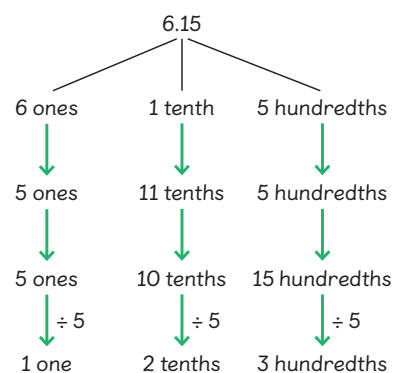 6.15
6 ones 1 tenth 5 hundredths
5 ones 11 tenths 5 hundredths
5 ones 10 tenths 15 hundredths
÷ 5 ÷ 5 ÷ 5
1 one 2 tenths 3 hundredths